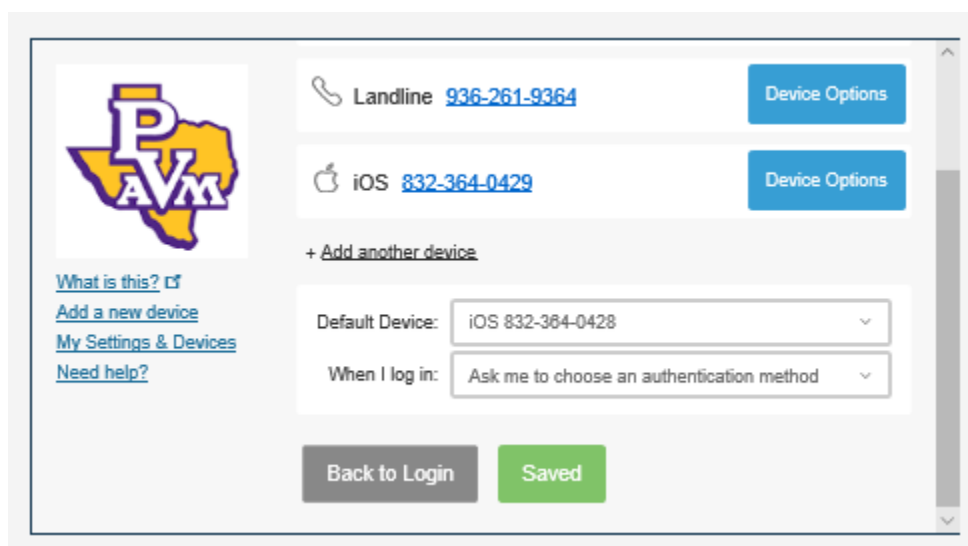 PVAM
Landline 936-261-9364
Device Options
iOS 832-364-0429
Device Options
+ Add another device
What is this?
Add a new device
My Settings & Devices
Need help?
Default Device: iOS 832-364-0428
When I log in: Ask me to choose an authentication method
Back to Login
Saved